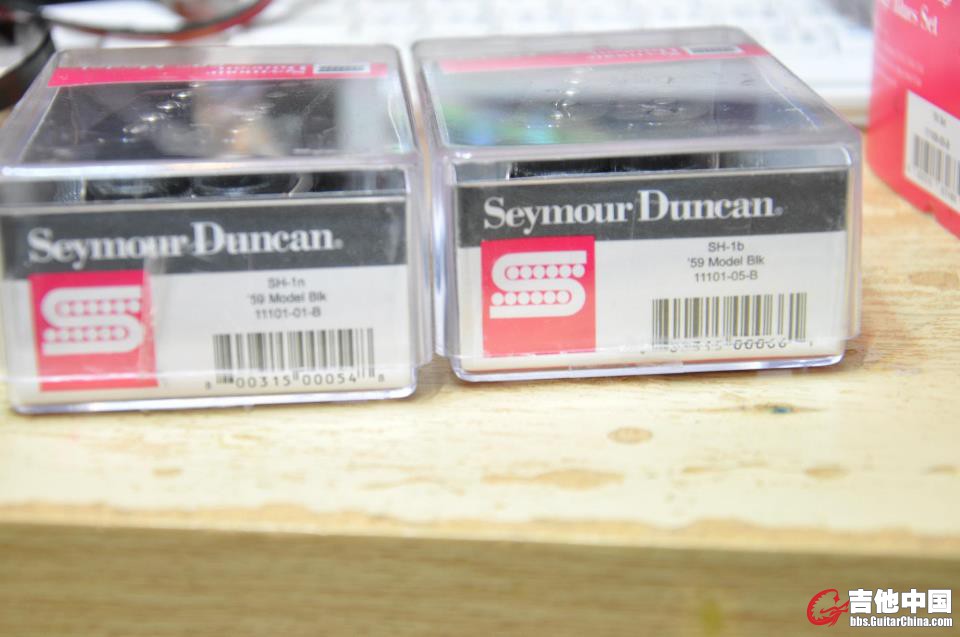 Seymour Duncan
SH-1n
'59 Model Blk
11101-01-B
8 00315 00054 8
Seymour Duncan
SH-1b
'59 Model Blk
11101-05-B
Set
吉他中国
bbs.GuitarChina.com